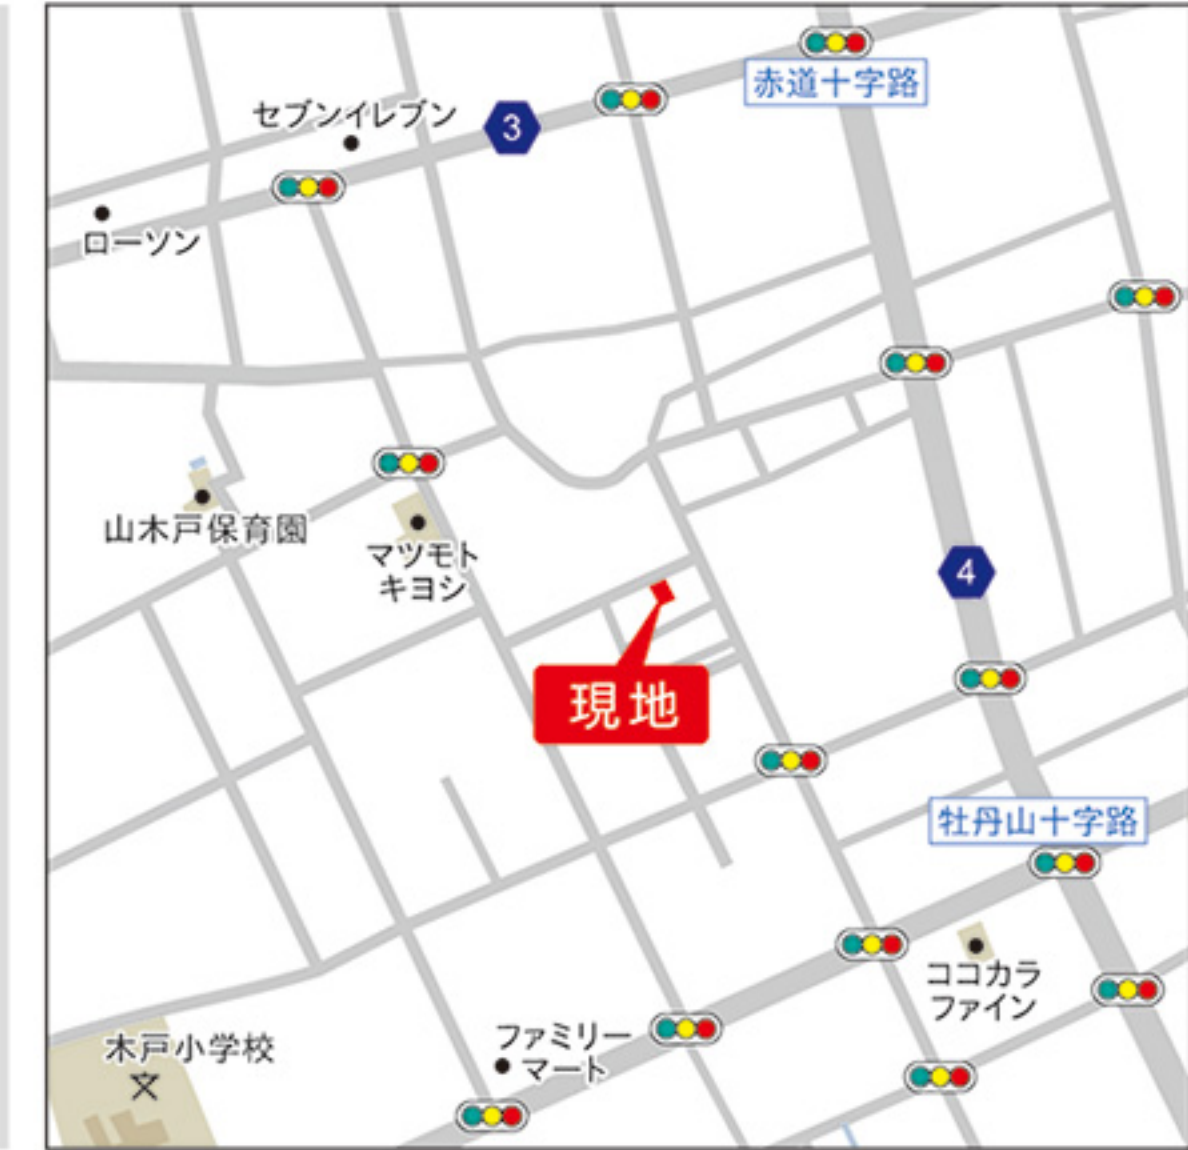 赤道十字路
セブンイレブン
3
ローソン
山木戸保育園
マツモト
キヨシ
4
現地
牡丹山十字路
ココカラ
ファイン
木戸小学校
文
ファミリー
マート